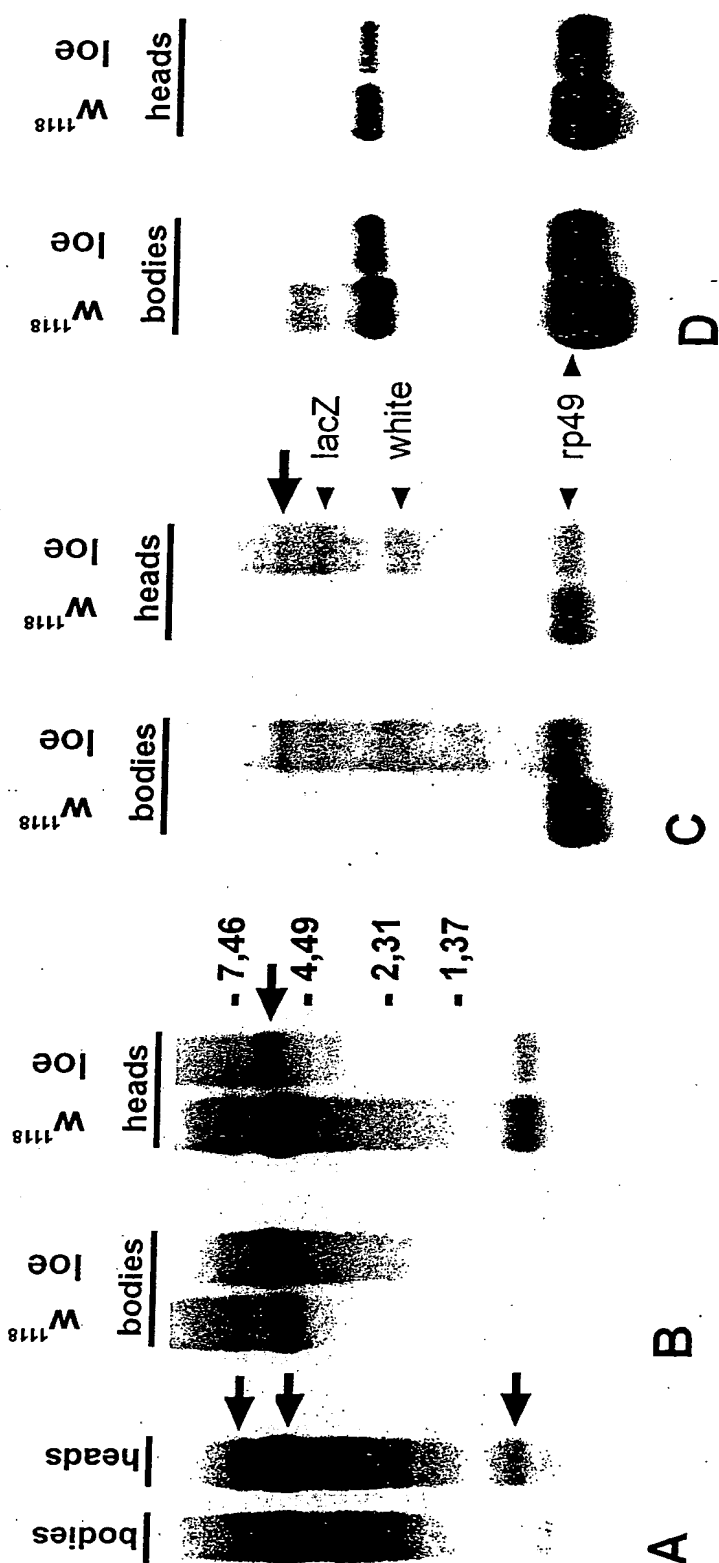 bodies heads
A
w¹¹¹⁸ loe w¹¹¹⁸ loe
bodies heads
- 7,46
- 4,49
- 2,31
- 1,37
B
w¹¹¹⁸ loe w¹¹¹⁸ loe
bodies heads
lacZ
white
rp49
C
w¹¹¹⁸ loe w¹¹¹⁸ loe
bodies heads
D